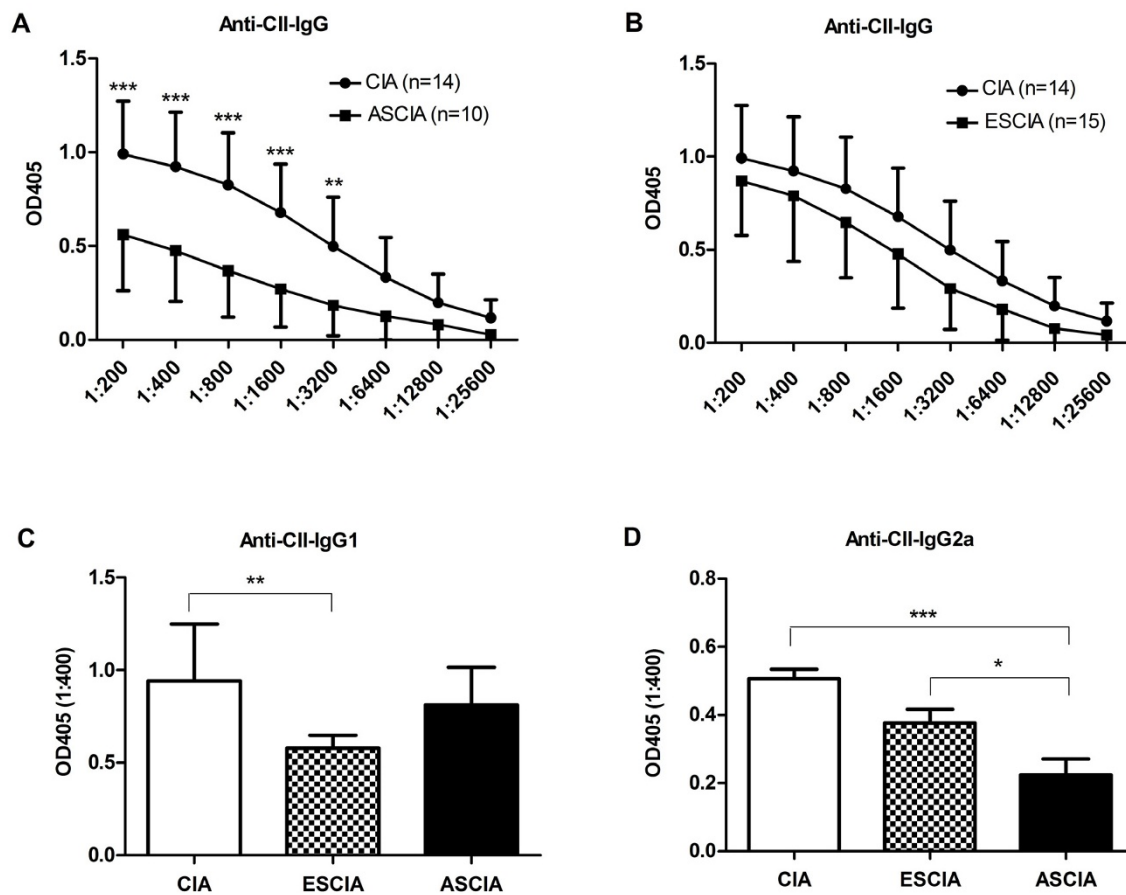 A
Anti-CII-IgG
OD405
1.5
1.0
0.5
0.0
CIA (n=14)
ASCIA (n=10)
*** *** *** *** **
1:200 1:400 1:800 1:1600 1:3200 1:6400 1:12800 1:25600
B
Anti-CII-IgG
OD405
1.5
1.0
0.5
0.0
CIA (n=14)
ESCIA (n=15)
1:200 1:400 1:800 1:1600 1:3200 1:6400 1:12800 1:25600
C
Anti-CII-IgG1
OD405 (1:400)
1.5
1.0
0.5
0.0
**
CIA ESCIA ASCIA
D
Anti-CII-IgG2a
OD405 (1:400)
0.8
0.6
0.4
0.2
0.0
***
*
CIA ESCIA ASCIA